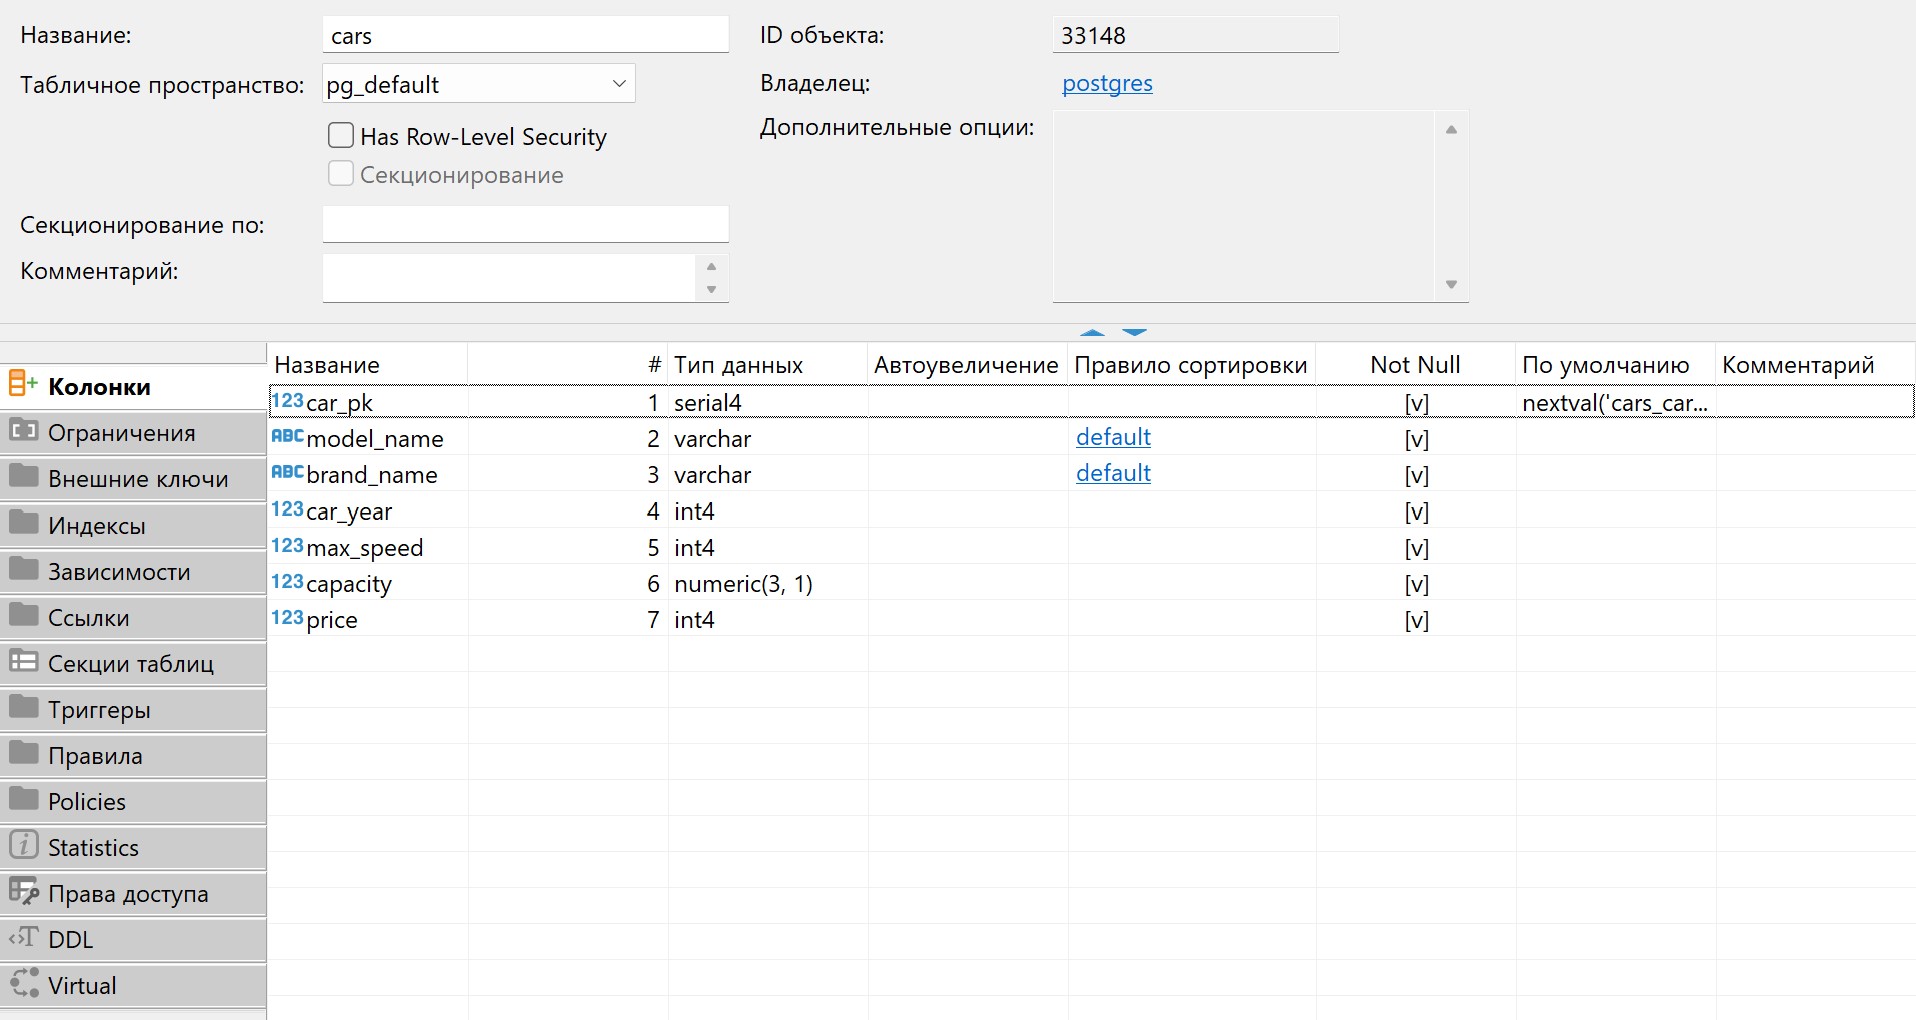 Название: cars ID объекта: 33148
Табличное пространство: pg_default Владелец: postgres
Дополнительные опции:
Has Row-Level Security
Секционирование
Секционирование по:
Комментарий:
Название # Тип данных Автоувеличение Правило сортировки Not Null По умолчанию Комментарий
123 car_pk 1 serial4 [v] nextval('cars_car...
ABC model_name 2 varchar default [v]
ABC brand_name 3 varchar default [v]
123 car_year 4 int4 [v]
123 max_speed 5 int4 [v]
123 capacity 6 numeric(3, 1) [v]
123 price 7 int4 [v]
Колонки
Ограничения
Внешние ключи
Индексы
Зависимости
Ссылки
Секции таблиц
Триггеры
Правила
Policies
Statistics
Права доступа
DDL
Virtual